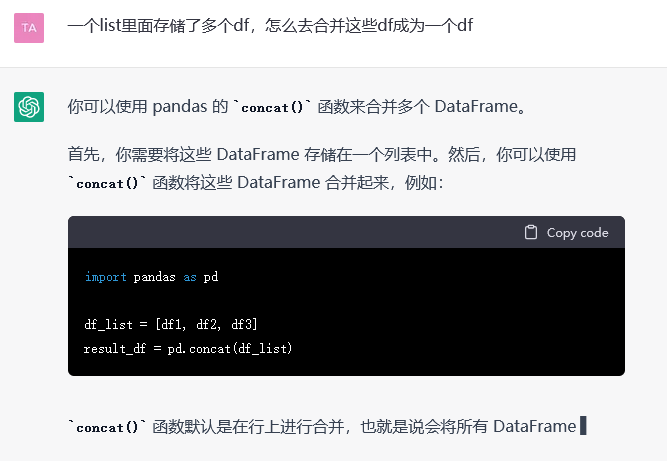 TA
一个list里面存储了多个df，怎么去合并这些df成为一个df
你可以使用 pandas 的 `concat()` 函数来合并多个 DataFrame。
首先，你需要将这些 DataFrame 存储在一个列表中。然后，你可以使用
`concat()` 函数将这些 DataFrame 合并起来，例如：
Copy code
import pandas as pd
df_list = [df1, df2, df3]
result_df = pd.concat(df_list)
`concat()` 函数默认是在行上进行合并，也就是说会将所有 DataFrame